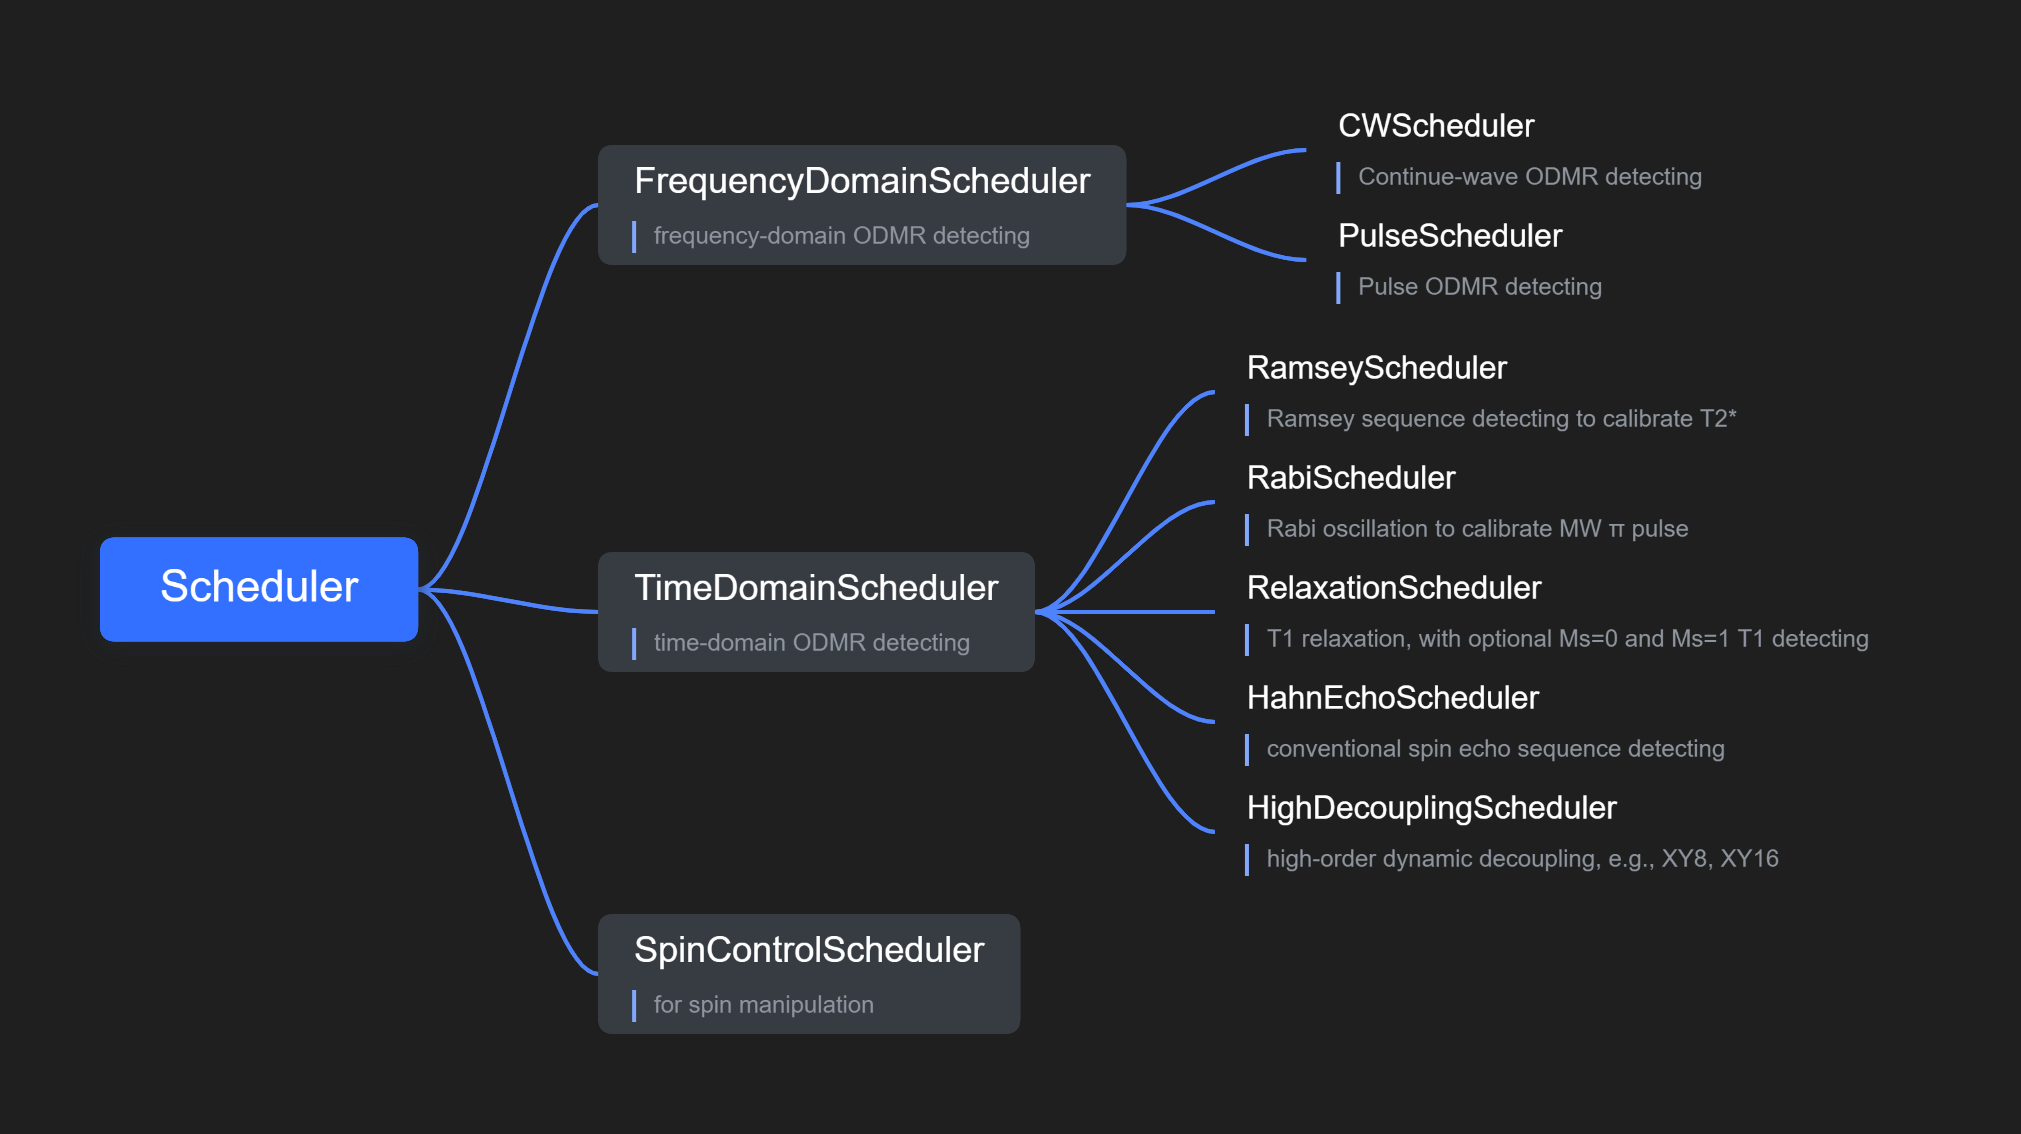 Scheduler
FrequencyDomainScheduler
frequency-domain ODMR detecting
CWScheduler
Continue-wave ODMR detecting
PulseScheduler
Pulse ODMR detecting
TimeDomainScheduler
time-domain ODMR detecting
RamseyScheduler
Ramsey sequence detecting to calibrate T2*
RabiScheduler
Rabi oscillation to calibrate MW π pulse
RelaxationScheduler
T1 relaxation, with optional Ms=0 and Ms=1 T1 detecting
HahnEchoScheduler
conventional spin echo sequence detecting
HighDecouplingScheduler
high-order dynamic decoupling, e.g., XY8, XY16
SpinControlScheduler
for spin manipulation